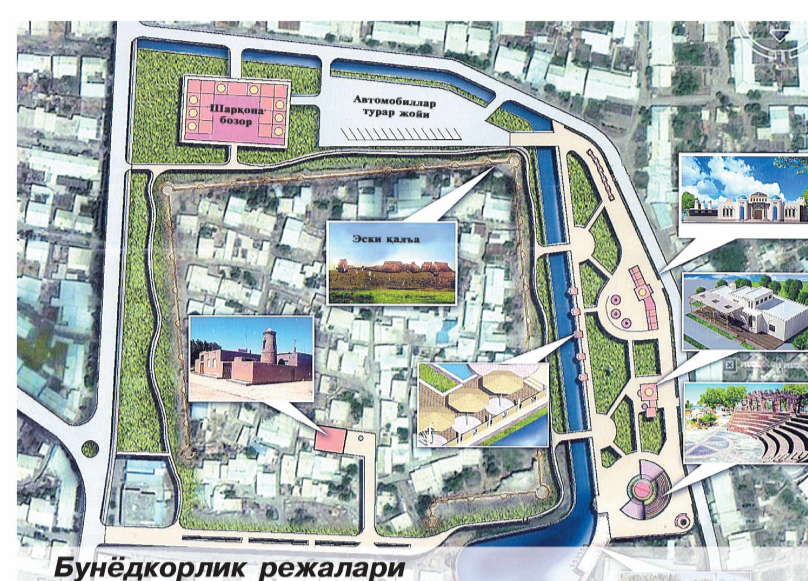 Шарқона
бозор
Автомобиллар
турар жойи
Эски қалъа
Бунёдкорлик режалари